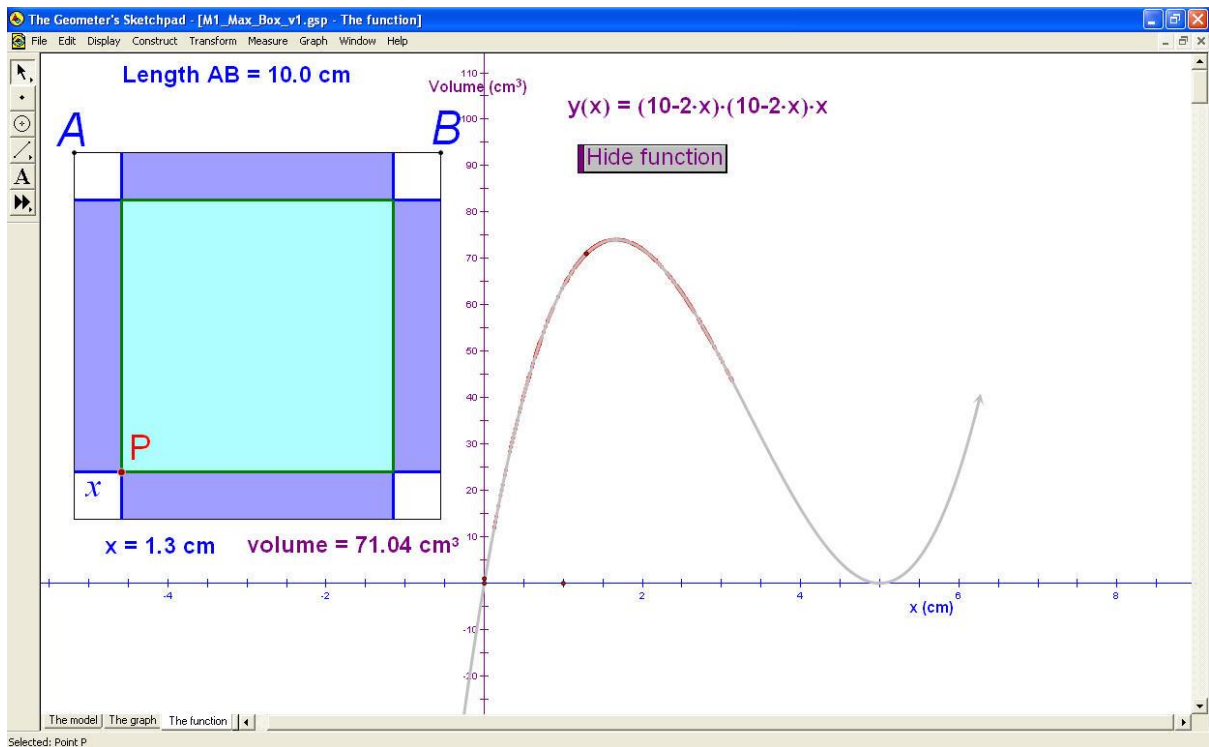 The Geometer's Sketchpad - [M1_Max_Box_v1.gsp - The function]
File Edit Display Construct Transform Measure Graph Window Help
A
Length AB = 10.0 cm
A
B
P
x
x = 1.3 cm
volume = 71.04 cm³
110
Volume (cm³)
100
90
80
70
60
50
40
30
20
10
-10
-20
-4
-2
2
4
6
8
x (cm)
y(x) = (10-2·x)·(10-2·x)·x
Hide function
The model The graph The function
Selected: Point P